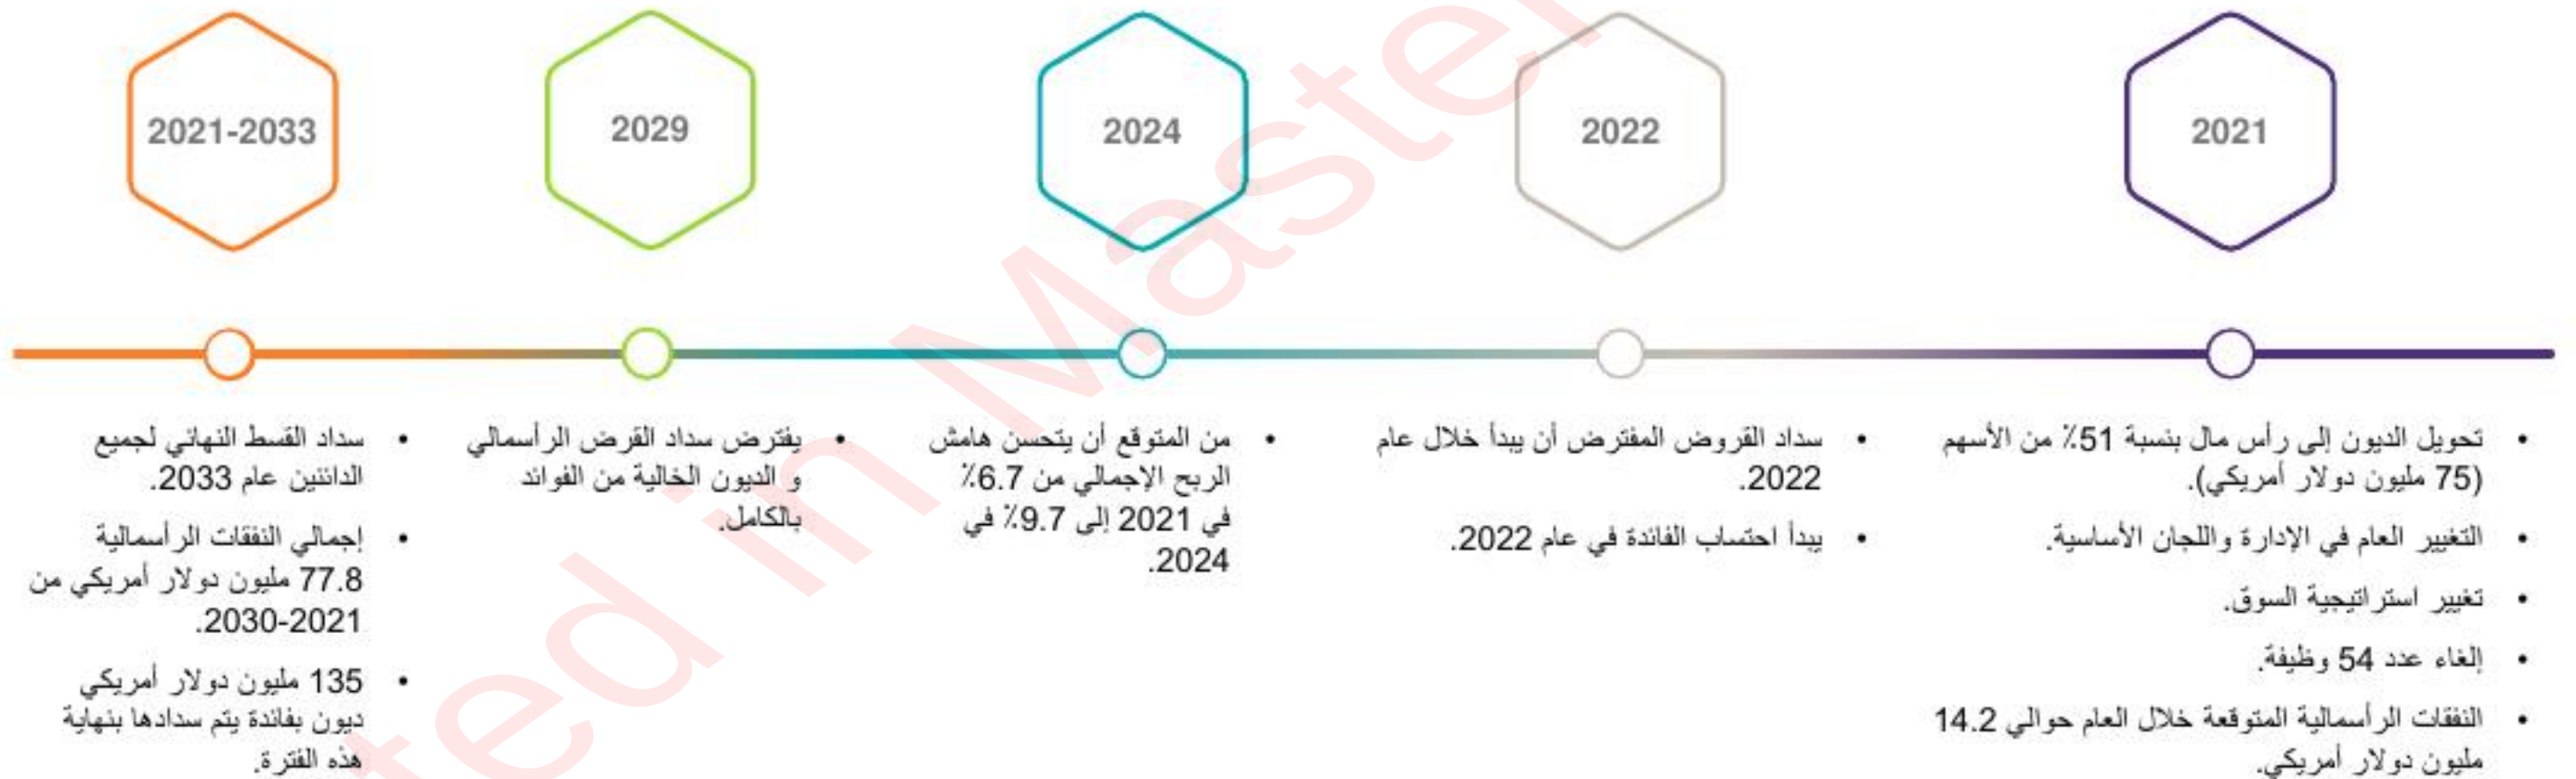 2021
تحويل الديون إلى رأس مال بنسبة 51٪ من الأسهم
(75 مليون دولار أمريكي).
التغيير العام في الإدارة واللجان الأساسية.
تغيير استراتيجية السوق.
إلغاء عدد 54 وظيفة.
النفقات الرأسمالية المتوقعة خلال العام حوالي 14.2
مليون دولار أمريكي.
2022
سداد القروض المفترض أن يبدأ خلال عام
2022.
يبدأ احتساب الفائدة في عام 2022.
2024
من المتوقع أن يتحسن هامش
الربح الإجمالي من 6.7٪
في 2021 إلى 9.7٪ في
2024.
2029
يفترض سداد القرض الرأسمالي
و الديون الخالية من الفوائد
بالكامل.
2021-2033
سداد القسط النهائي لجميع
الدائنين عام 2033.
إجمالي النفقات الرأسمالية
77.8 مليون دولار أمريكي من
2030-2021.
135 مليون دولار أمريكي
ديون بفائدة يتم سدادها بنهاية
هذه الفترة.
ted in Master